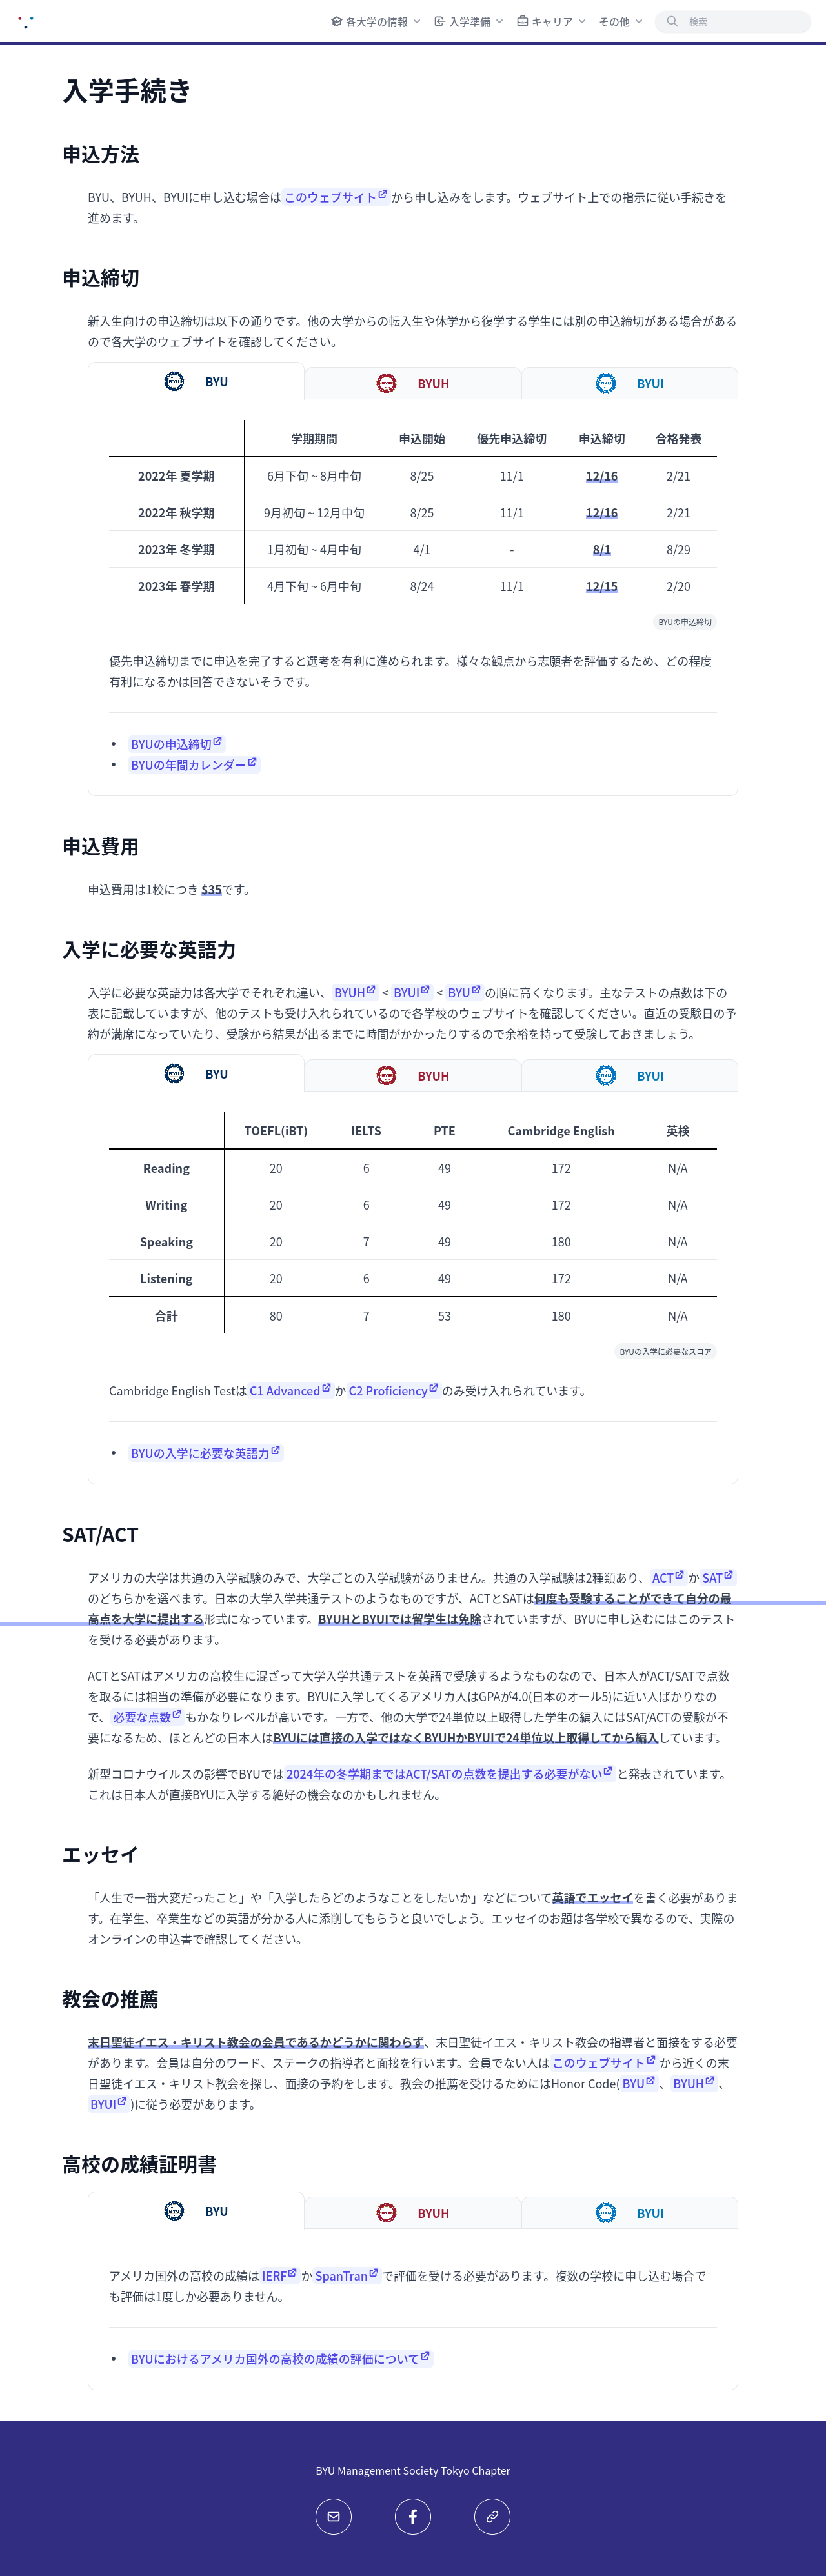 各大学の情報 入学準備 キャリア その他 検索
入学手続き
申込方法
BYU、BYUH、BYUIに申し込む場合はこのウェブサイトから申し込みをします。ウェブサイト上での指示に従い手続きを
進めます。
申込締切
新入生向けの申込締切は以下の通りです。他の大学からの転入生や休学から復学する学生には別の申込締切がある場合がある
ので各大学のウェブサイトを確認してください。
BYU BYUH BYUI
学期期間 申込開始 優先申込締切 申込締切 合格発表
2022年 夏学期 6月下旬 ~ 8月中旬 8/25 11/1 12/16 2/21
2022年 秋学期 9月初旬 ~ 12月中旬 8/25 11/1 12/16 2/21
2023年 冬学期 1月初旬 ~ 4月中旬 4/1 - 8/1 8/29
2023年 春学期 4月下旬 ~ 6月中旬 8/24 11/1 12/15 2/20
BYUの申込締切
優先申込締切までに申込を完了すると選考を有利に進められます。様々な観点から志願者を評価するため、どの程度
有利になるかは回答できないそうです。
• BYUの申込締切
• BYUの年間カレンダー
申込費用
申込費用は1校につき $35です。
入学に必要な英語力
入学に必要な英語力は各大学でそれぞれ違い、BYUH < BYUI < BYUの順に高くなります。主なテストの点数は下の
表に記載していますが、他のテストも受け入れられているので各学校のウェブサイトを確認してください。直近の受験日の予
約が満席になっていたり、受験から結果が出るまでに時間がかかったりするので余裕を持って受験しておきましょう。
BYU BYUH BYUI
TOEFL(iBT) IELTS PTE Cambridge English 英検
Reading 20 6 49 172 N/A
Writing 20 6 49 172 N/A
Speaking 20 7 49 180 N/A
Listening 20 6 49 172 N/A
合計 80 7 53 180 N/A
BYUの入学に必要なスコア
Cambridge English TestはC1 AdvancedかC2 Proficiencyのみ受け入れられています。
• BYUの入学に必要な英語力
SAT/ACT
アメリカの大学は共通の入学試験のみで、大学ごとの入学試験がありません。共通の入学試験は2種類あり、ACTかSAT
のどちらかを選べます。日本の大学入学共通テストのようなものですが、ACTとSATは何度も受験することができて自分の最
高点を大学に提出する形式になっています。BYUHとBYUIでは留学生は免除されていますが、BYUに申し込むにはこのテスト
を受ける必要があります。
ACTとSATはアメリカの高校生に混ざって大学入学共通テストを英語で受験するようなものなので、日本人がACT/SATで点数
を取るには相当の準備が必要になります。BYUに入学してくるアメリカ人はGPAが4.0(日本のオール5)に近い人ばかりなの
で、必要な点数もかなりレベルが高いです。一方で、他の大学で24単位以上取得した学生の編入にはSAT/ACTの受験が不
要になるため、ほとんどの日本人はBYUには直接の入学ではなくBYUHかBYUIで24単位以上取得してから編入しています。
新型コロナウイルスの影響でBYUでは2024年の冬学期まではACT/SATの点数を提出する必要がないと発表されています。
これは日本人が直接BYUに入学する絶好の機会なのかもしれません。
エッセイ
「人生で一番大変だったこと」や「入学したらどのようなことをしたいか」などについて英語でエッセイを書く必要がありま
す。在学生、卒業生などの英語が分かる人に添削してもらうと良いでしょう。エッセイのお題は各学校で異なるので、実際の
オンラインの申込書で確認してください。
教会の推薦
末日聖徒イエス・キリスト教会の会員であるかどうかに関わらず、末日聖徒イエス・キリスト教会の指導者と面接をする必要
があります。会員は自分のワード、ステークの指導者と面接を行います。会員でない人はこのウェブサイトから近くの末
日聖徒イエス・キリスト教会を探し、面接の予約をします。教会の推薦を受けるためにはHonor Code(BYU、BYUH、
BYUI)に従う必要があります。
高校の成績証明書
BYU BYUH BYUI
アメリカ国外の高校の成績はIERFかSpanTranで評価を受ける必要があります。複数の学校に申し込む場合で
も評価は1度しか必要ありません。
• BYUにおけるアメリカ国外の高校の成績の評価について
BYU Management Society Tokyo Chapter